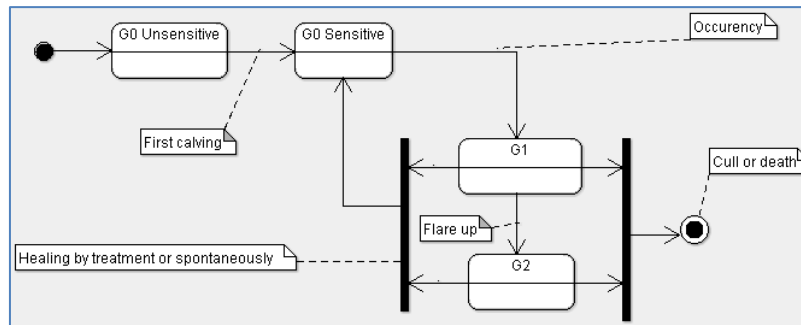 G0 Unsensitive
G0 Sensitive
Occurency
First calving
G1
Cull or death
Flare up
Healing by treatment or spontaneously
G2